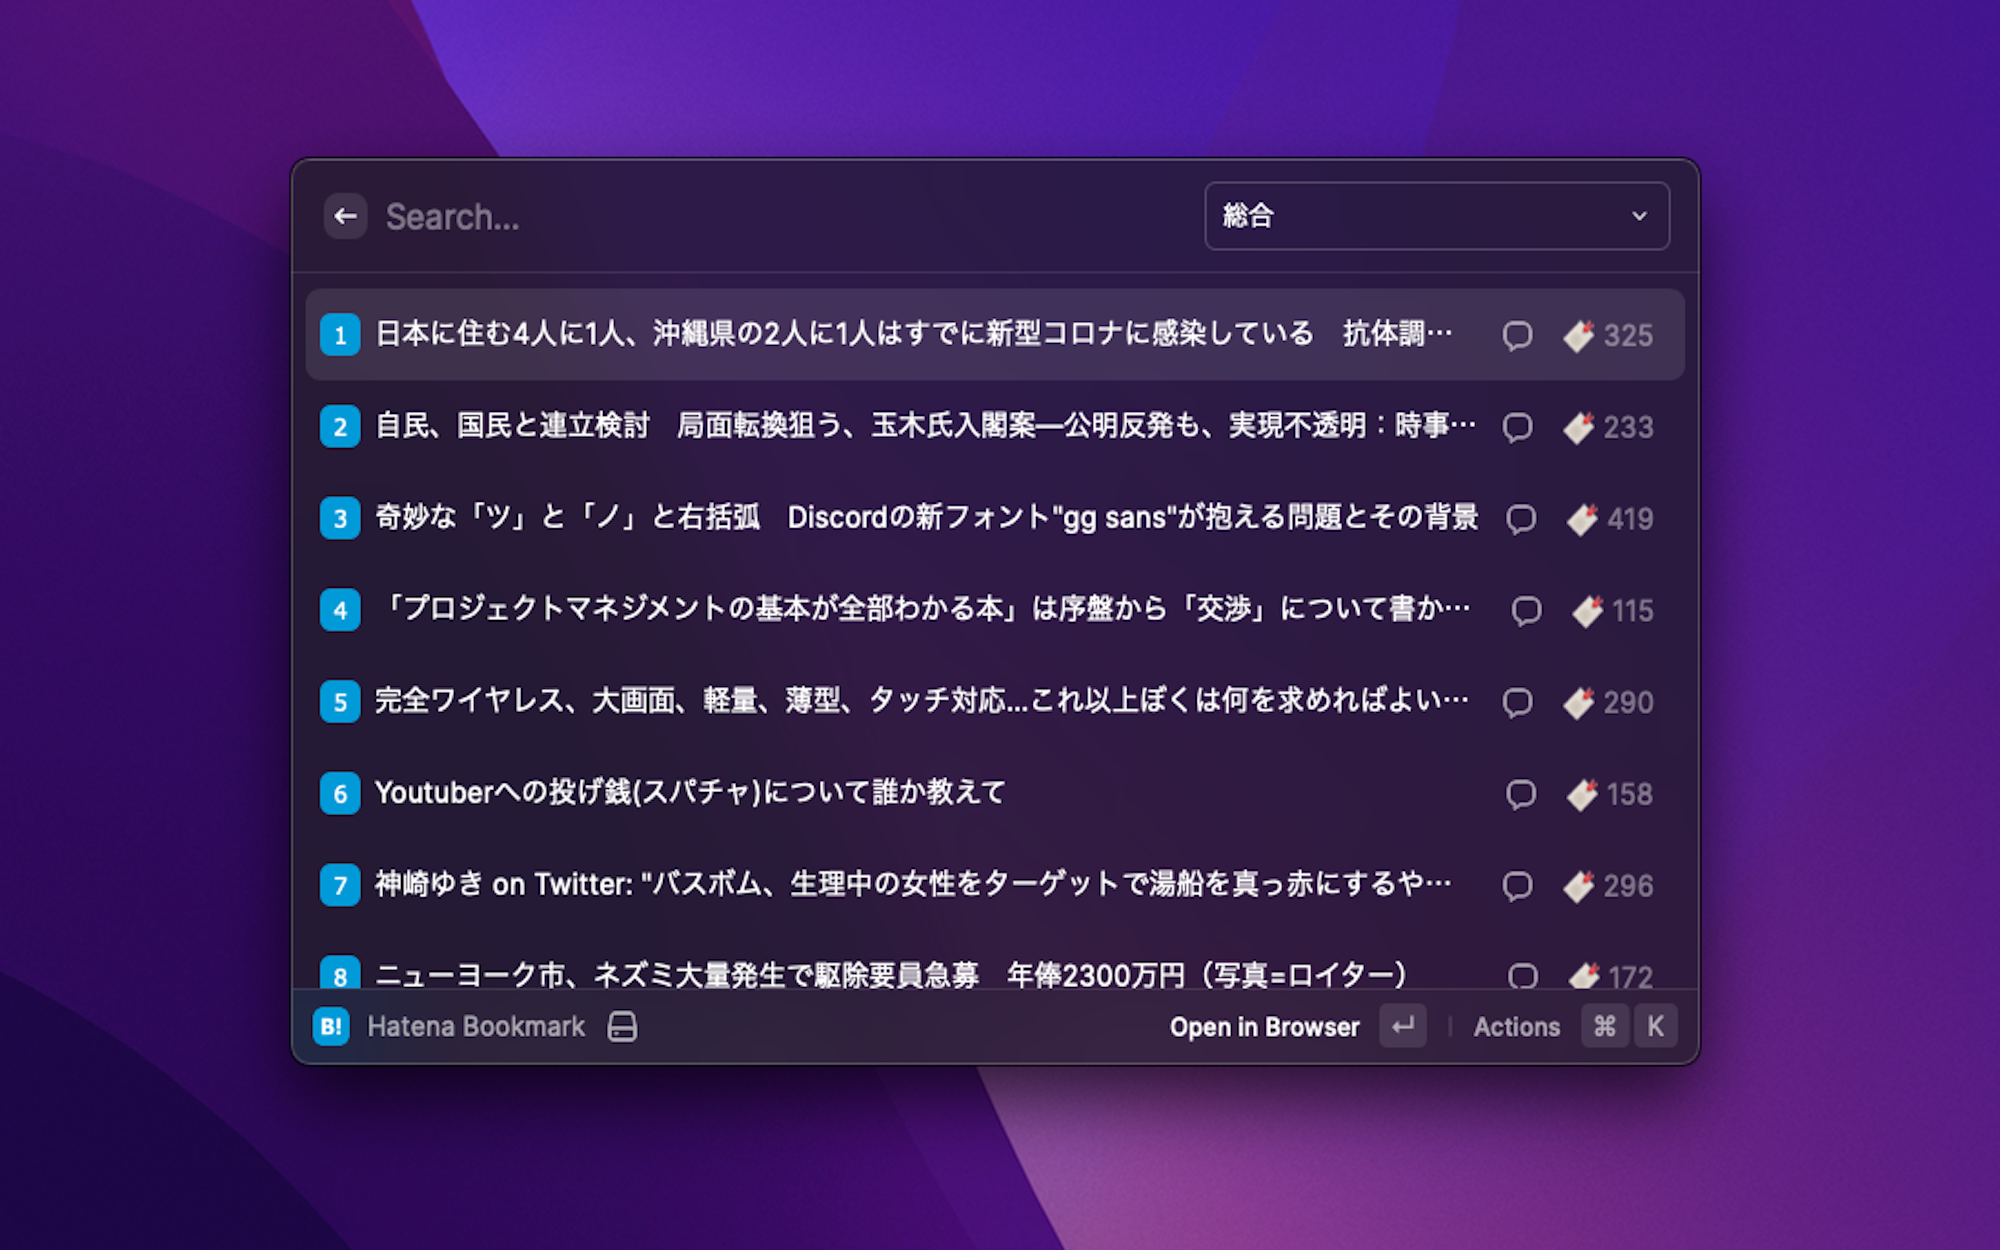 Search...
総合
1 日本に住む4人に1人、沖縄県の2人に1人はすでに新型コロナに感染している　抗体調… 325
2 自民、国民と連立検討　局面転換狙う、玉木氏入閣案―公明反発も、実現不透明：時事… 233
3 奇妙な「ツ」と「ノ」と右括弧　Discordの新フォント"gg sans"が抱える問題とその背景 419
4 「プロジェクトマネジメントの基本が全部わかる本」は序盤から「交渉」について書か… 115
5 完全ワイヤレス、大画面、軽量、薄型、タッチ対応...これ以上ぼくは何を求めればよい… 290
6 Youtuberへの投げ銭(スパチャ)について誰か教えて 158
7 神崎ゆき on Twitter: "バスボム、生理中の女性をターゲットで湯船を真っ赤にするや… 296
8 ニューヨーク市、ネズミ大量発生で駆除要員急募　年俸2300万円（写真=ロイター） 172
B! Hatena Bookmark Open in Browser ↵ Actions ⌘ K